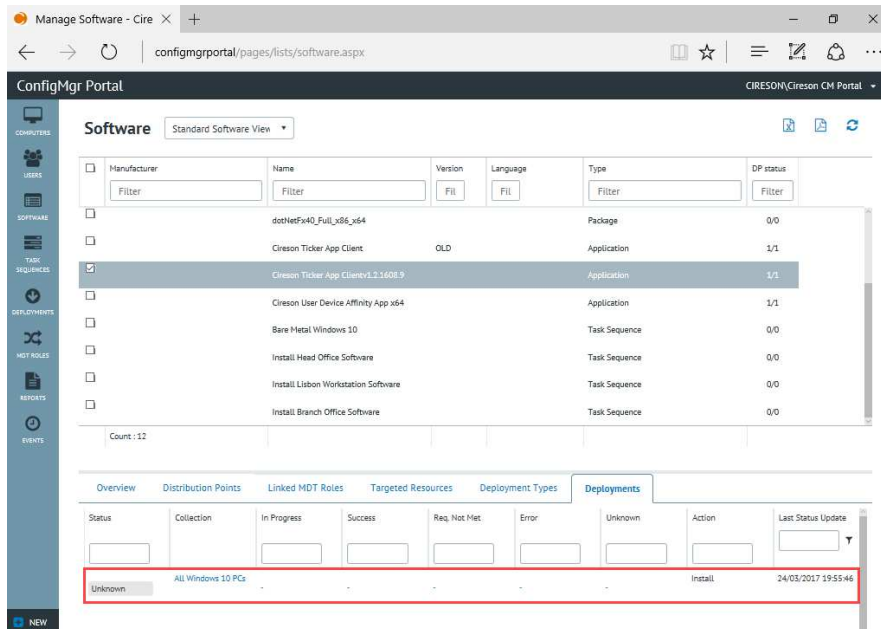 Manage Software - Cire
configmgrportal/pages/lists/software.aspx
ConfigMgr Portal
CIRESON\Cireson CM Portal
COMPUTERS
USERS
SOFTWARE
TASK SEQUENCES
DEPLOYMENTS
MDT ROLES
REPORTS
EVENTS
NEW
Software
Standard Software View
Manufacturer Name Version Language Type DP status
Filter Filter Fil Fil Filter Filter
dotNetFx40_Full_x86_x64 Package 0/0
Cireson Ticker App Client OLD Application 1/1
Cireson Ticker App Clientv1.2.1608.9 Application 1/1
Cireson User Device Affinity App x64 Application 1/1
Bare Metal Windows 10 Task Sequence 0/0
Install Head Office Software Task Sequence 0/0
Install Lisbon Workstation Software Task Sequence 0/0
Install Branch Office Software Task Sequence 0/0
Count : 12
Overview Distribution Points Linked MDT Roles Targeted Resources Deployment Types Deployments
Status Collection In Progress Success Req. Not Met Error Unknown Action Last Status Update
Unknown All Windows 10 PCs - - - - - Install 24/03/2017 19:55:46